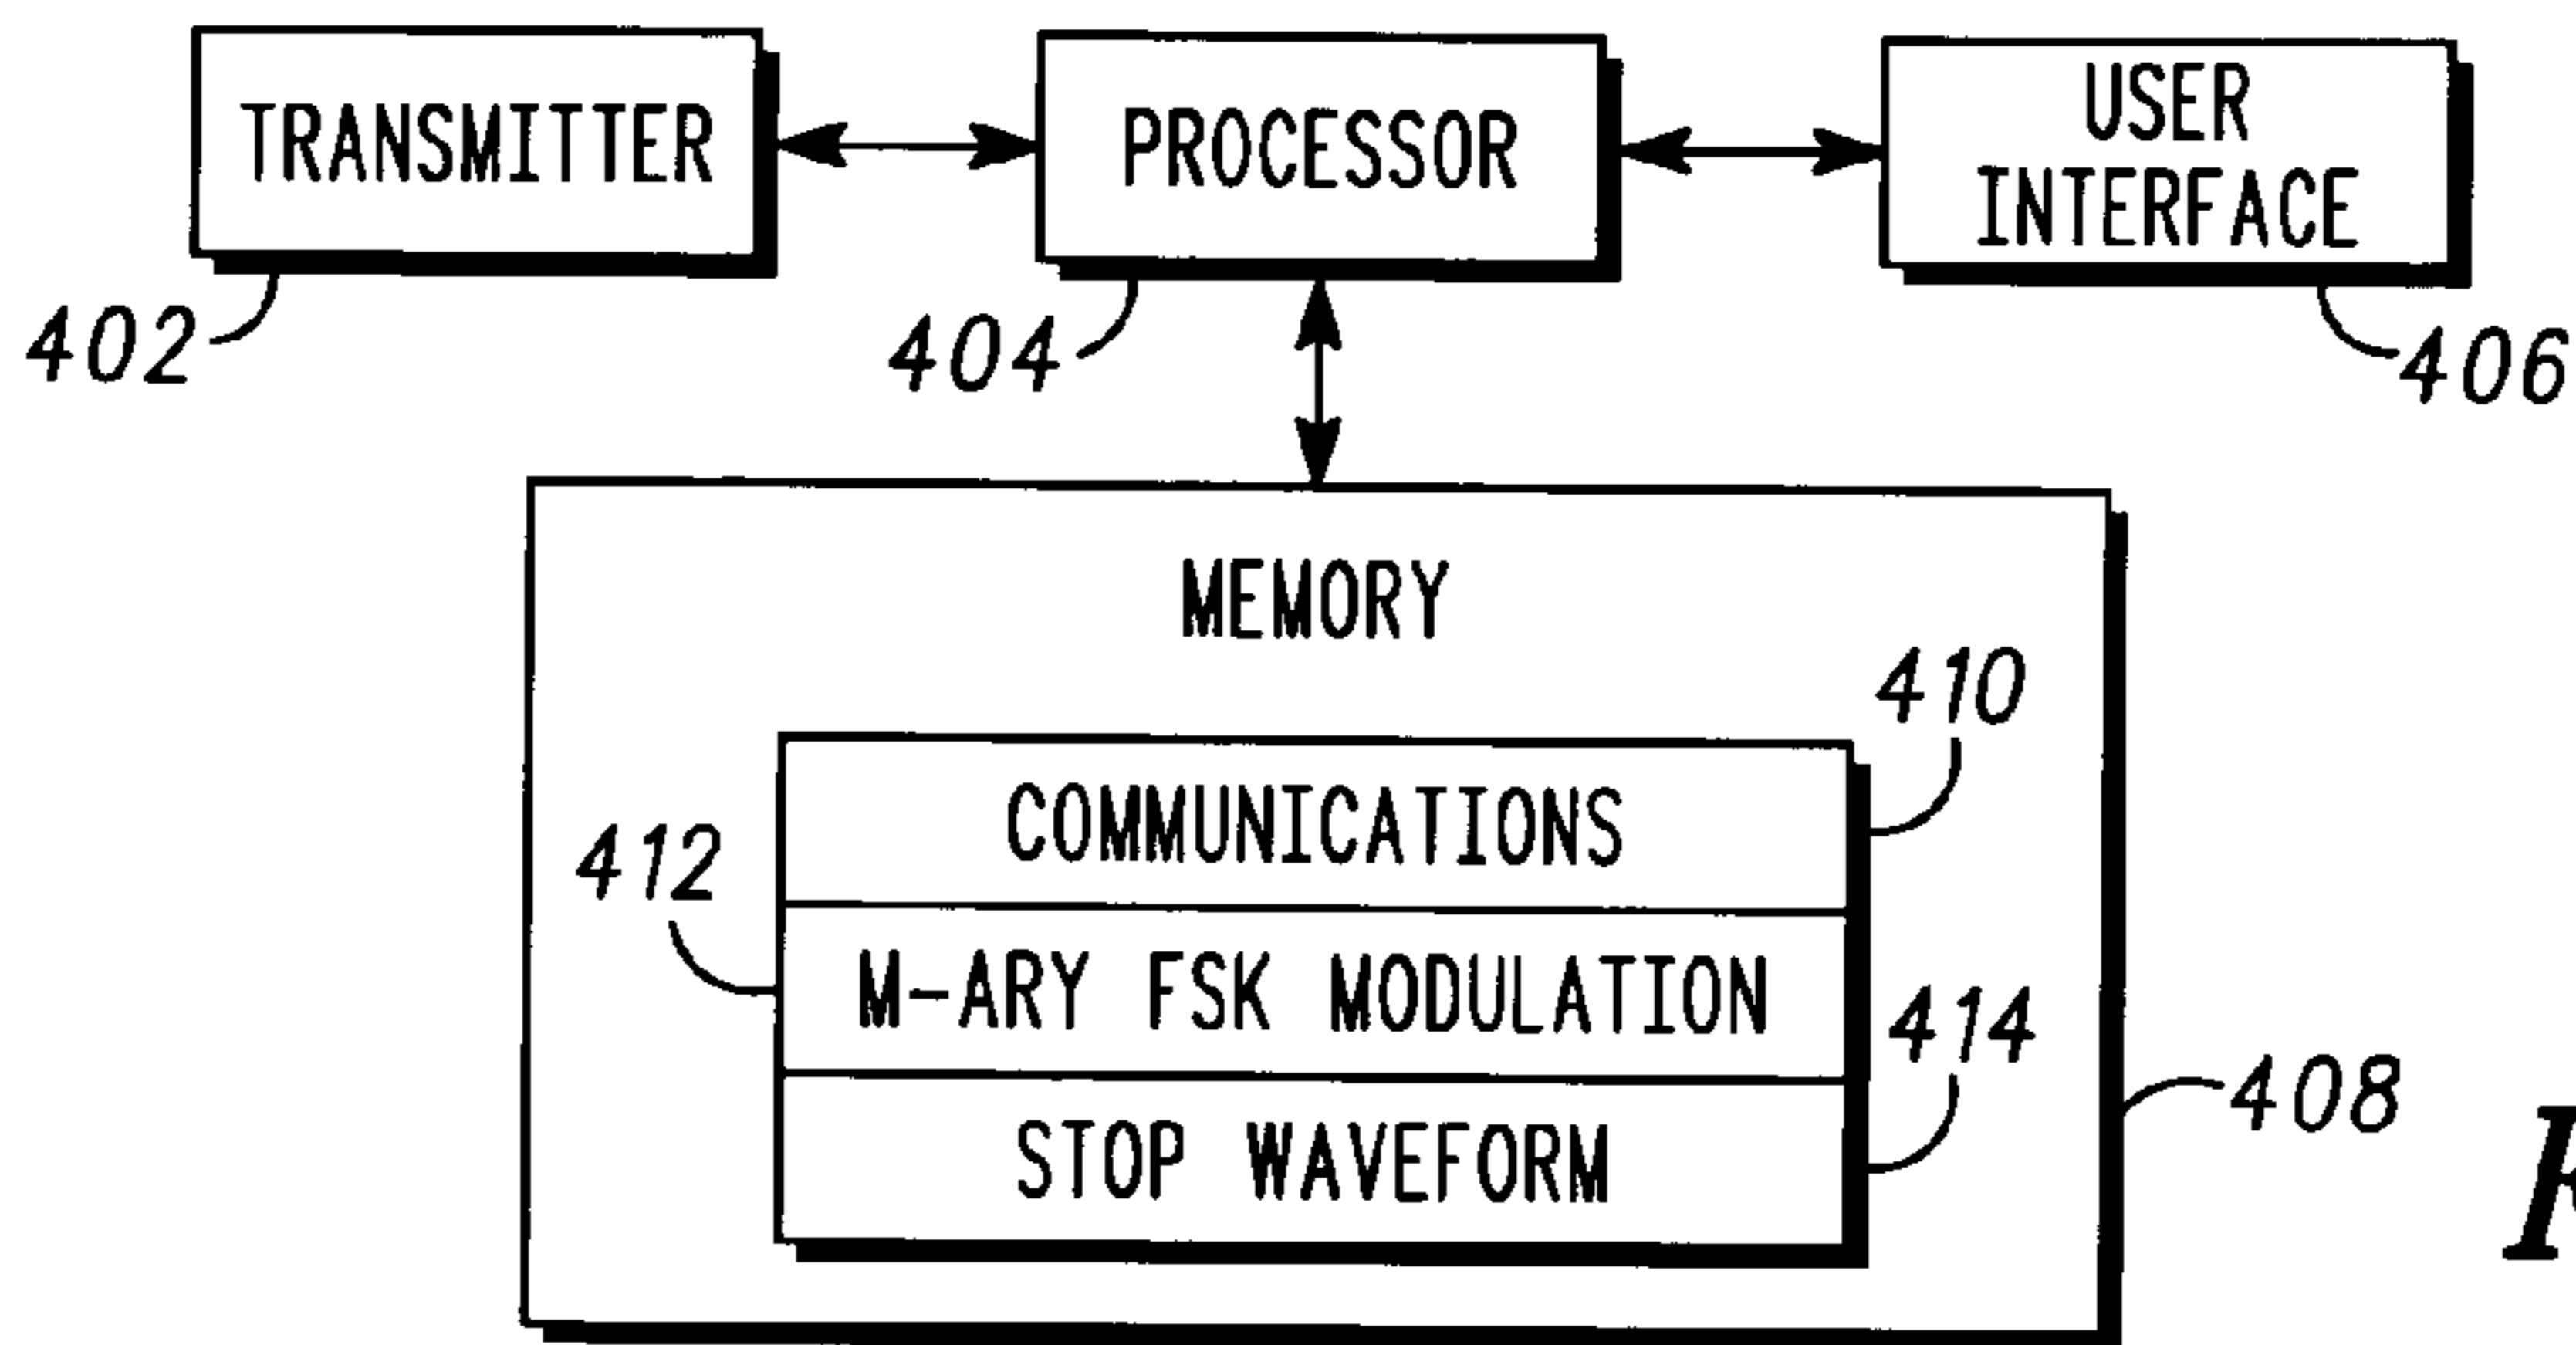 TRANSMITTER
PROCESSOR
USER
INTERFACE
402
404
406
MEMORY
410
COMMUNICATIONS
412
M-ARY FSK MODULATION
414
STOP WAVEFORM
408